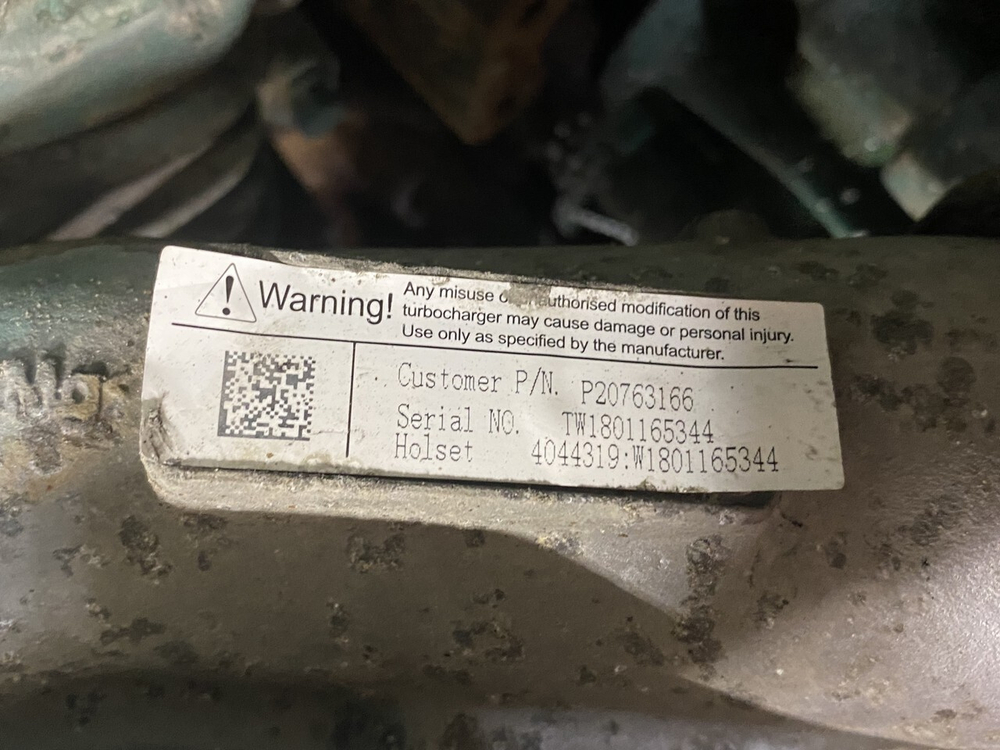 Warning!
Any misuse unauthorised modification of this
turbocharger may cause damage or personal injury.
Use only as specified by the manufacturer.
Customer P/N. P20763166
Serial NO. TW1801165344
Holset 4044319:W1801165344